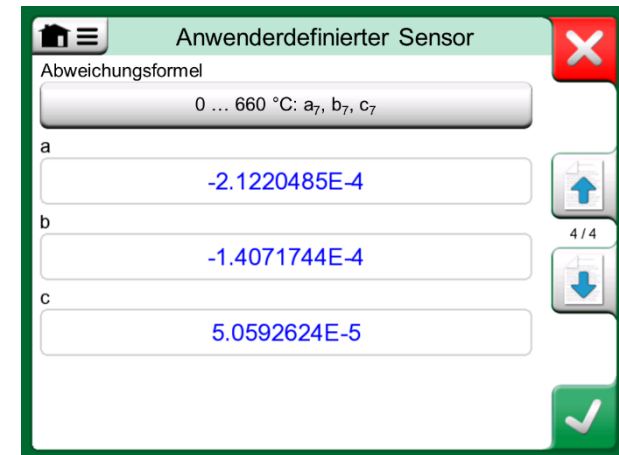 Anwenderdefinierter Sensor
Abweichungsformel
0 … 660 °C: a₇, b₇, c₇
a
-2.1220485E-4
b
-1.4071744E-4
4 / 4
c
5.0592624E-5